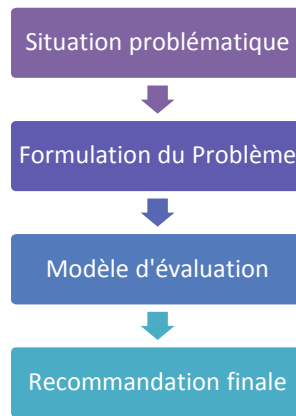 Situation problématique
Formulation du Problème
Modèle d'évaluation
Recommandation finale